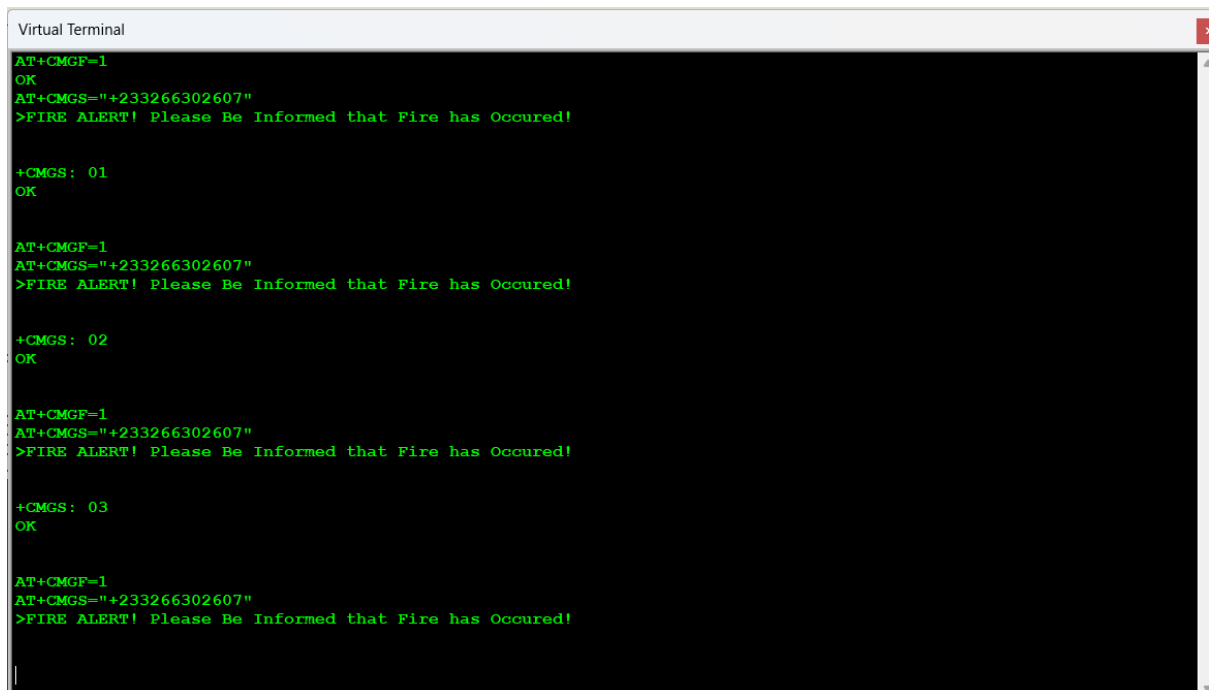 Virtual Terminal
AT+CMGF=1
OK
AT+CMGS="+233266302607"
>FIRE ALERT! Please Be Informed that Fire has Occured!
+CMGS: 01
OK
AT+CMGF=1
AT+CMGS="+233266302607"
>FIRE ALERT! Please Be Informed that Fire has Occured!
+CMGS: 02
OK
AT+CMGF=1
AT+CMGS="+233266302607"
>FIRE ALERT! Please Be Informed that Fire has Occured!
+CMGS: 03
OK
AT+CMGF=1
AT+CMGS="+233266302607"
>FIRE ALERT! Please Be Informed that Fire has Occured!